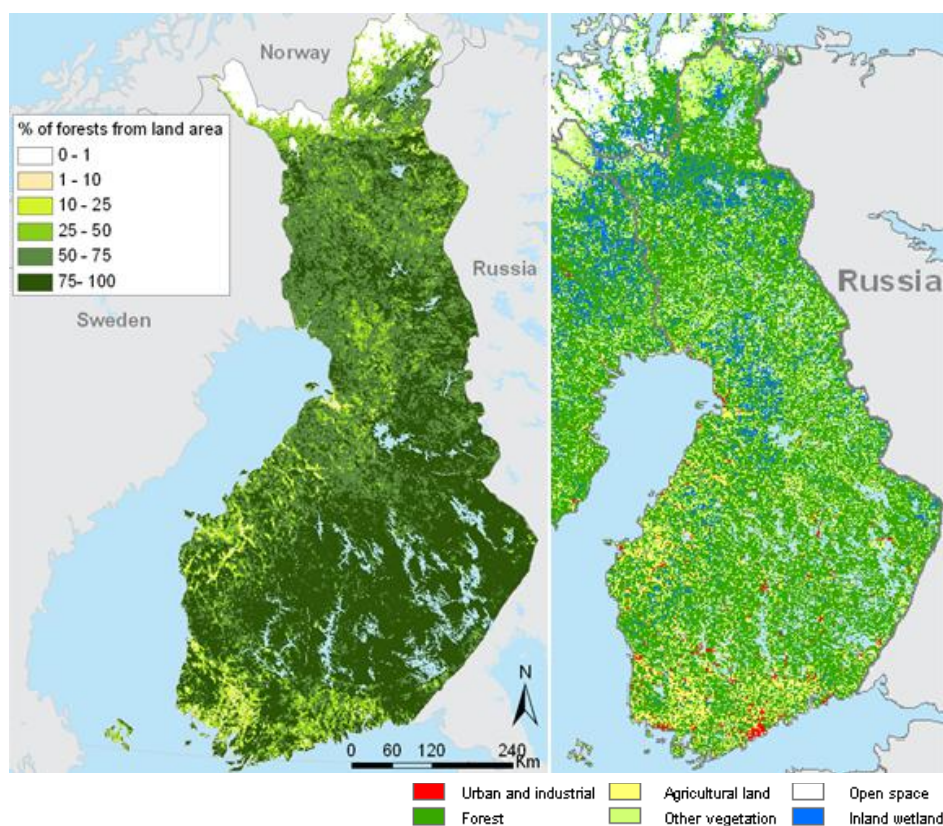 Norway
% of forests from land area
0 - 1
1 - 10
10 - 25
25 - 50
50 - 75
75- 100
Sweden
Russia
N
0 60 120 240
Km
Russia
Urban and industrial
Agricultural land
Open space
Forest
Other vegetation
Inland wetland